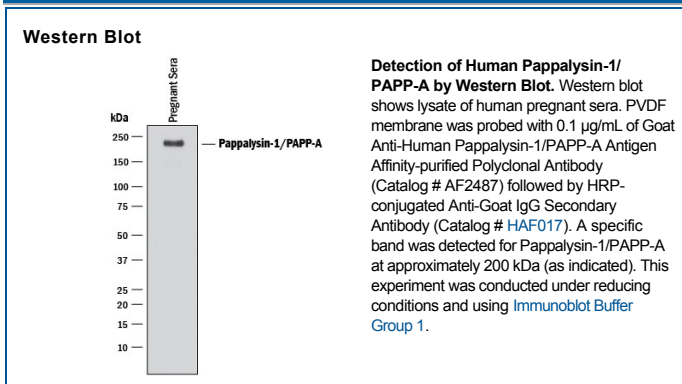 Western Blot
Pregnant Sera
kDa
250
150
100
75
50
37
25
20
15
10
Pappalysin-1/PAPP-A
Detection of Human Pappalysin-1/
PAPP-A by Western Blot. Western blot
shows lysate of human pregnant sera. PVDF
membrane was probed with 0.1 µg/mL of Goat
Anti-Human Pappalysin-1/PAPP-A Antigen
Affinity-purified Polyclonal Antibody
(Catalog # AF2487) followed by HRP-
conjugated Anti-Goat IgG Secondary
Antibody (Catalog # HAF017). A specific
band was detected for Pappalysin-1/PAPP-A
at approximately 200 kDa (as indicated). This
experiment was conducted under reducing
conditions and using Immunoblot Buffer
Group 1.